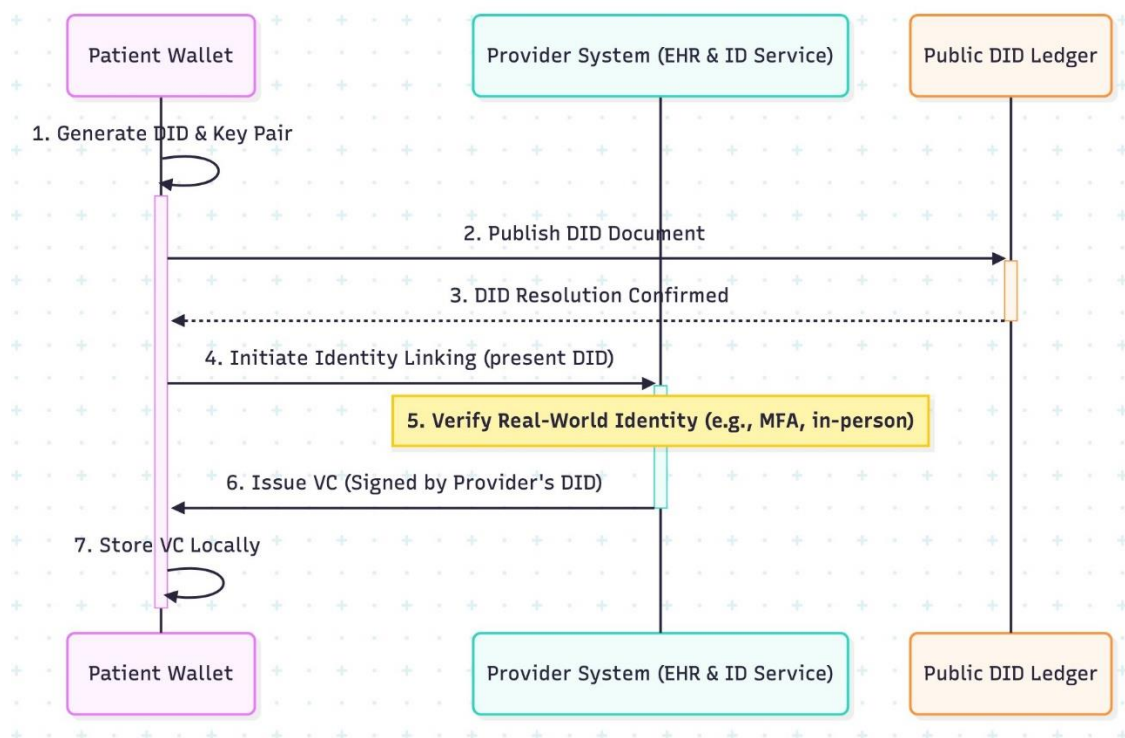 Patient Wallet
Provider System (EHR & ID Service)
Public DID Ledger
1. Generate DID & Key Pair
2. Publish DID Document
3. DID Resolution Confirmed
4. Initiate Identity Linking (present DID)
5. Verify Real-World Identity (e.g., MFA, in-person)
6. Issue VC (Signed by Provider's DID)
7. Store VC Locally
Patient Wallet
Provider System (EHR & ID Service)
Public DID Ledger